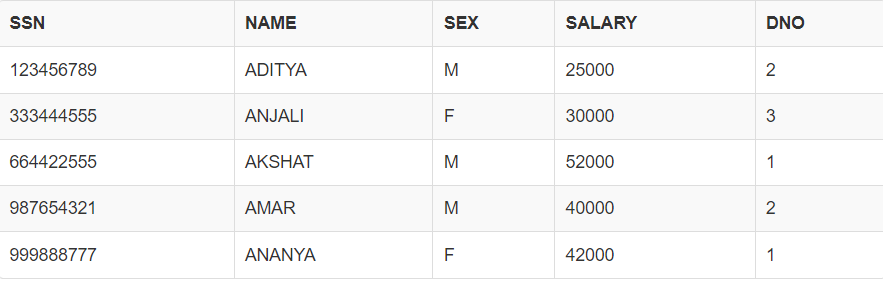 SSN NAME SEX SALARY DNO
123456789 ADITYA M 25000 2
333444555 ANJALI F 30000 3
664422555 AKSHAT M 52000 1
987654321 AMAR M 40000 2
999888777 ANANYA F 42000 1